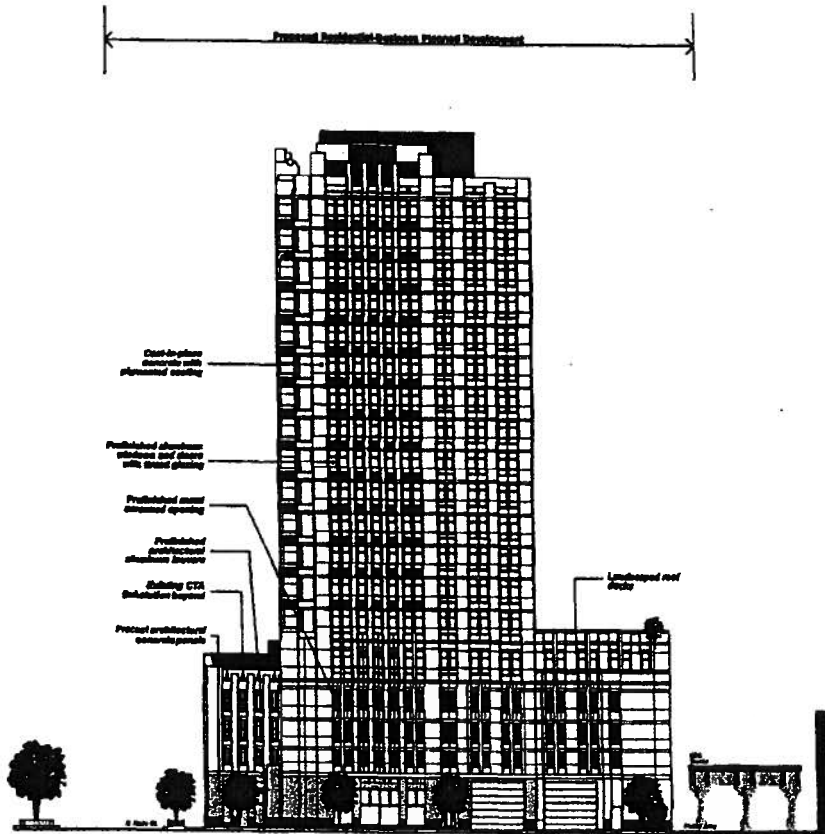 Proposed Residential-Business Planned Development
Cast-in-place
concrete with
pigmented coating
Prefinished aluminum
windows and doors
with tinted glazing
Prefinished metal
screened opening
Prefinished
architectural
aluminum louvers
Existing CTA
Substation beyond
Precast architectural
concrete panels
Landscaped roof
decks